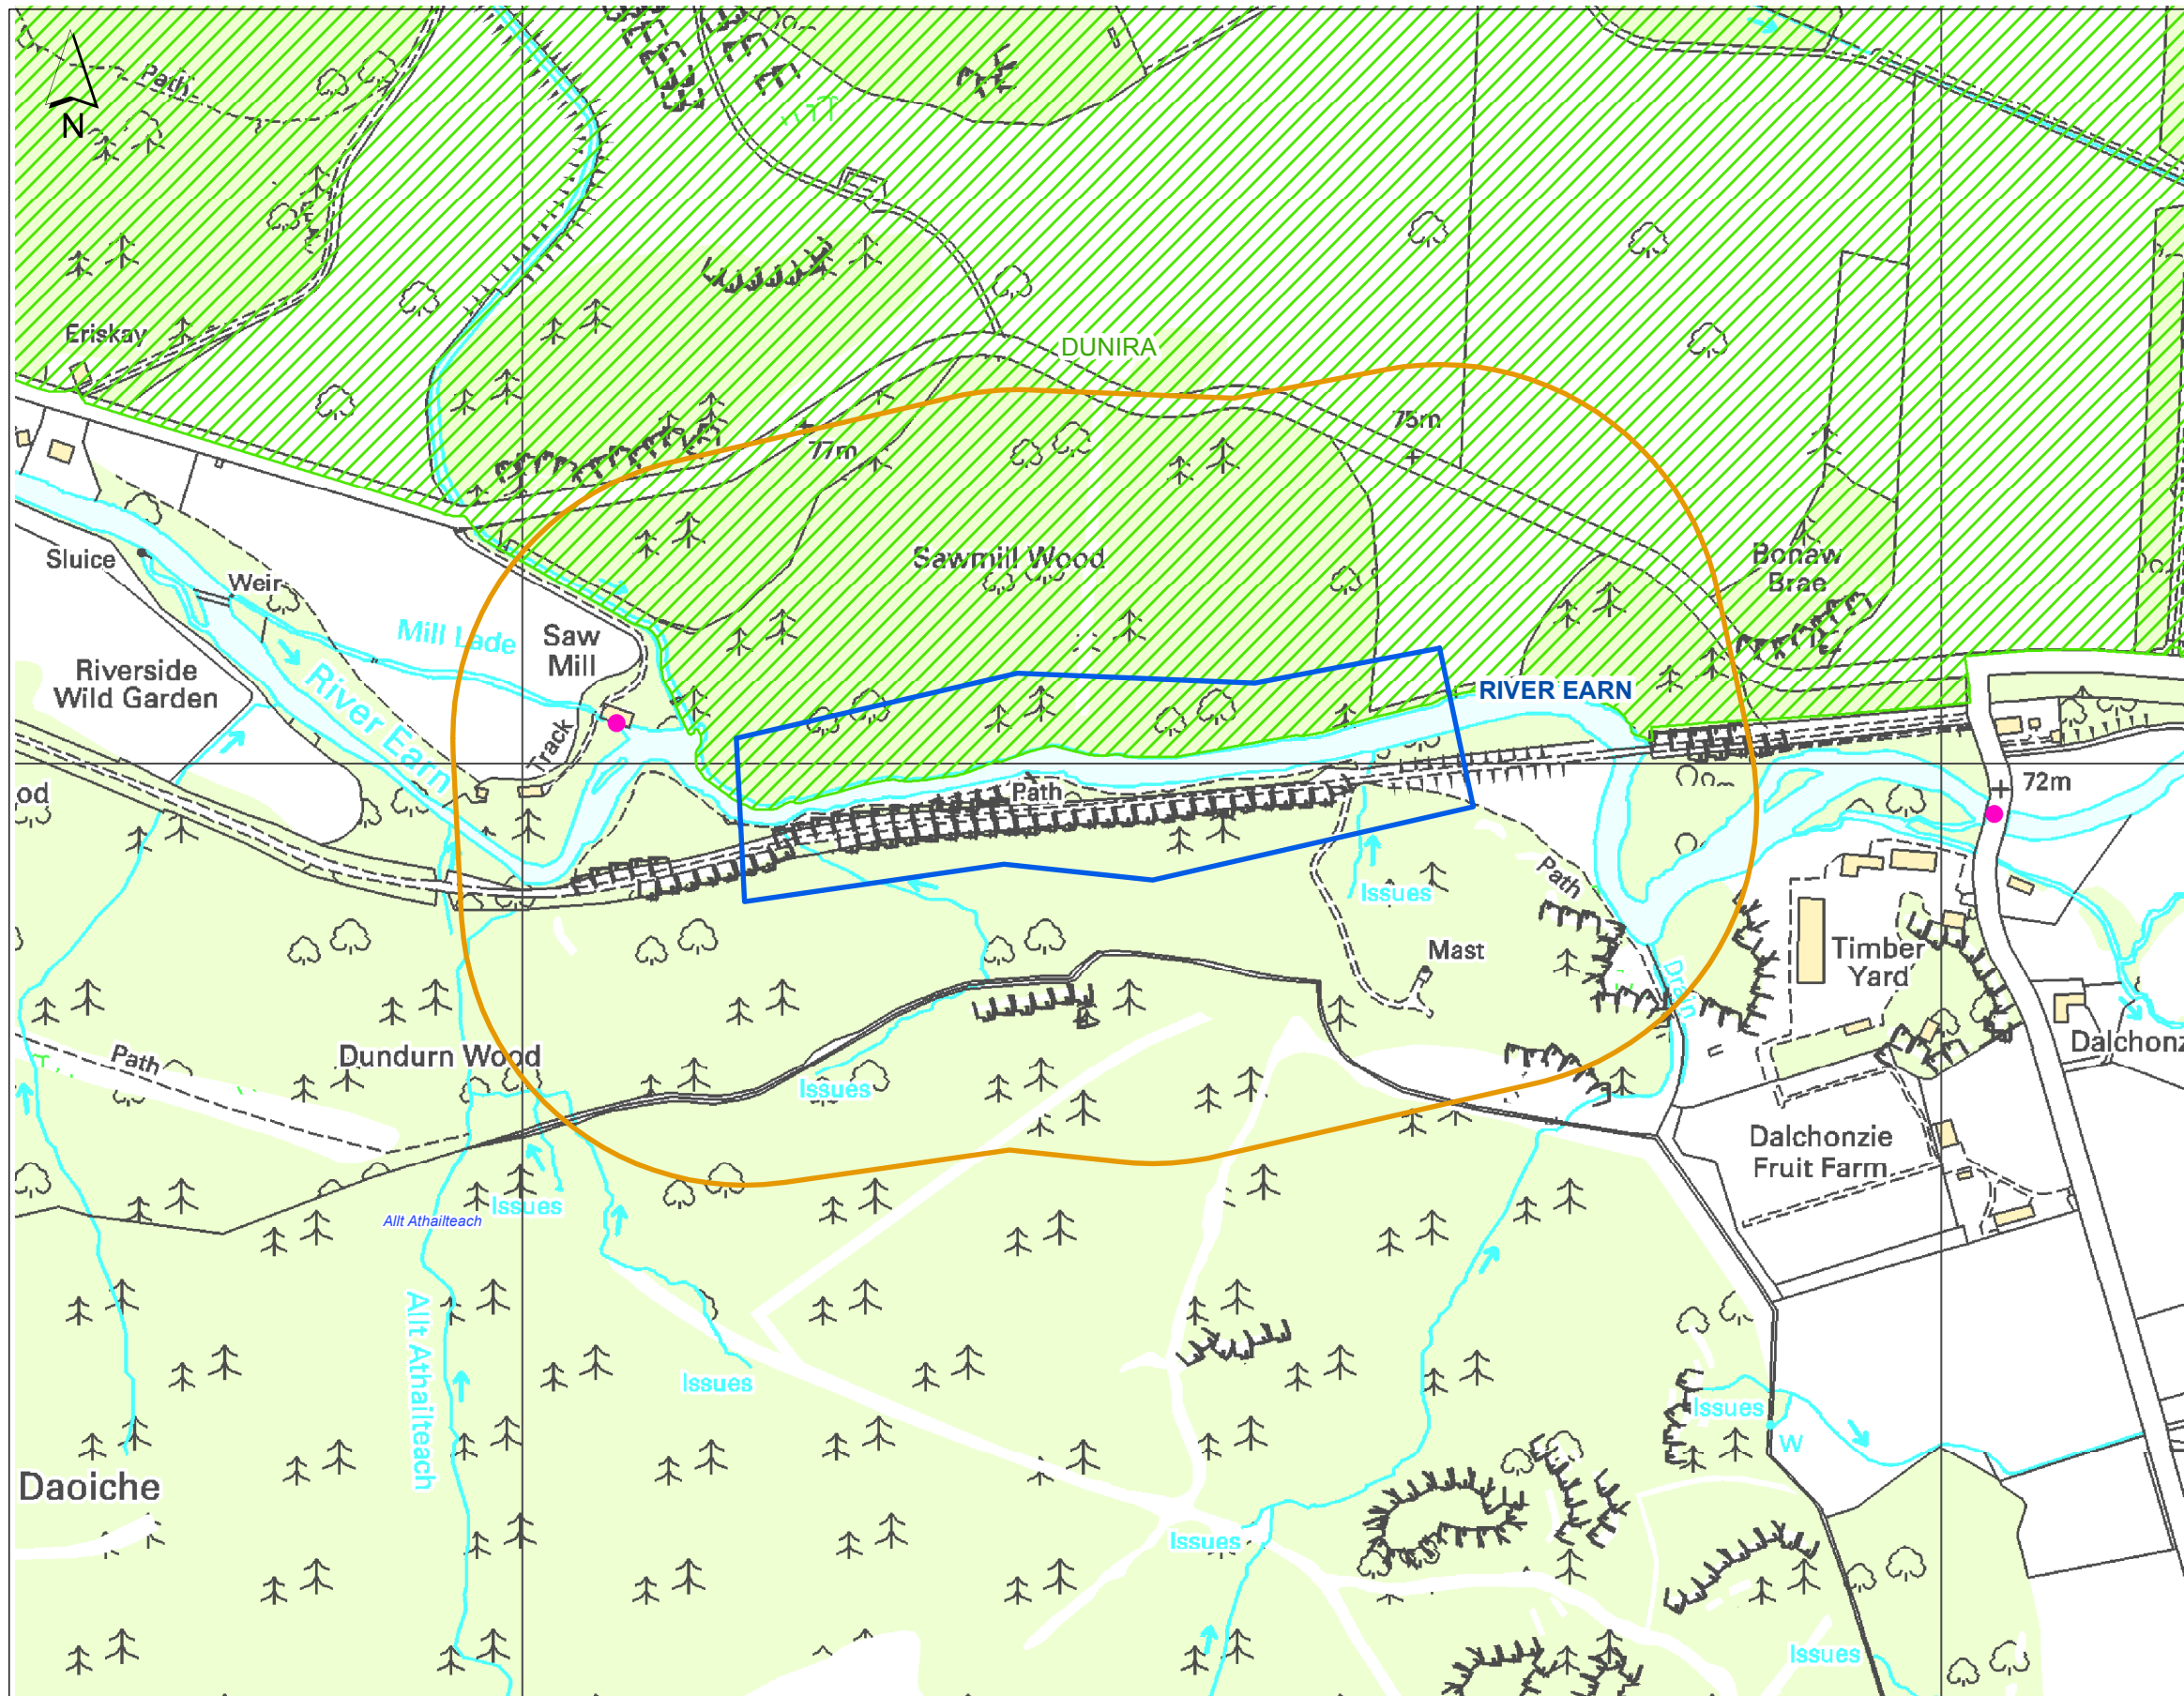 Path
N
Eriskay
DUNIRA
75m
77m
Sluice
Weir
Sawmill Wood
Bonaw
Brae
Mill Lade
Saw
Mill
Riverside
Wild Garden
River Earn
RIVER EARN
Track
Path
72m
od
Issues
Path
Mast
Timber
Yard
Drain
Dalchonz
Path
Dundurn Wood
Issues
Dalchonzie
Fruit Farm
Issues
Allt Athailteach
Allt Athailteach
Issues
Issues
W
Daoiche
Issues
Issues